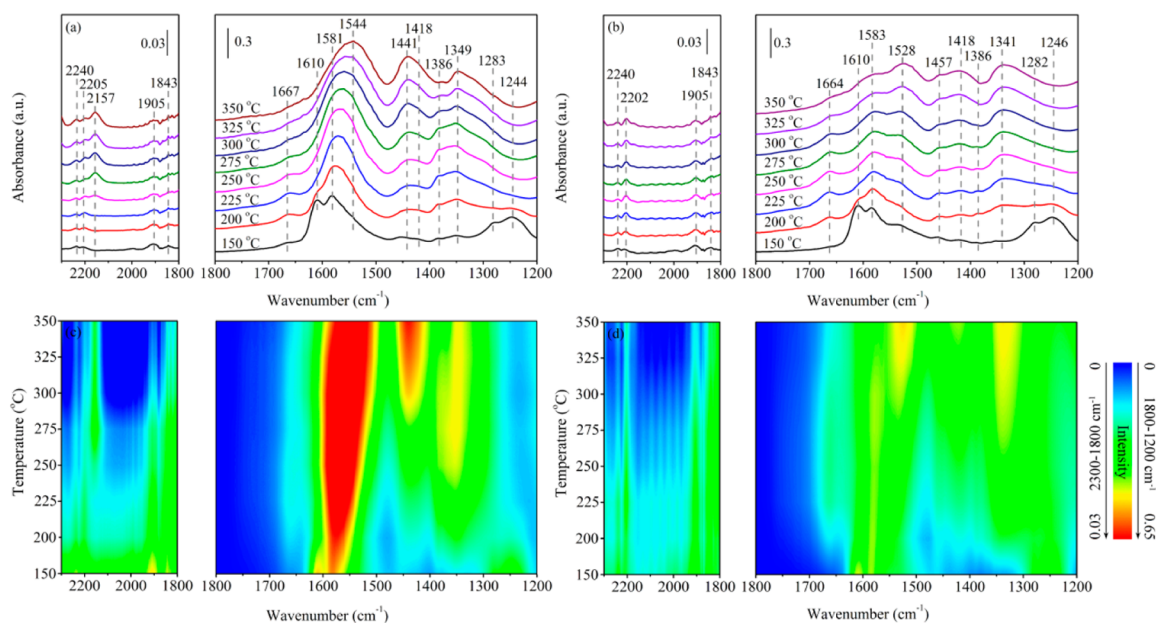 (a)
0.03
2240
2205
2157
1905
1843
Absorbance (a.u.)
2200 2000 1800
0.3
1667
1610
1581
1544
1441
1418
1386
1349
1283
1244
350 °C
325 °C
300 °C
275 °C
250 °C
225 °C
200 °C
150 °C
1800 1700 1600 1500 1400 1300 1200
Wavenumber (cm-1)
(b)
0.03
2240
2202
1905
1843
Absorbance (a.u.)
2200 2000 1800
0.3
1664
1610
1583
1528
1457
1418
1386
1341
1282
1246
350 °C
325 °C
300 °C
275 °C
250 °C
225 °C
200 °C
150 °C
1800 1700 1600 1500 1400 1300 1200
Wavenumber (cm-1)
(c)
Temperature (°C)
350
325
300
275
250
225
200
150
2200 2000 1800
1800 1700 1600 1500 1400 1300 1200
Wavenumber (cm-1)
(d)
Temperature (°C)
350
325
300
275
250
225
200
150
2200 2000 1800
1800 1700 1600 1500 1400 1300 1200
Wavenumber (cm-1)
0 2300-1800 cm-1 0.03
Intensity
0 1800-1200 cm-1 0.65